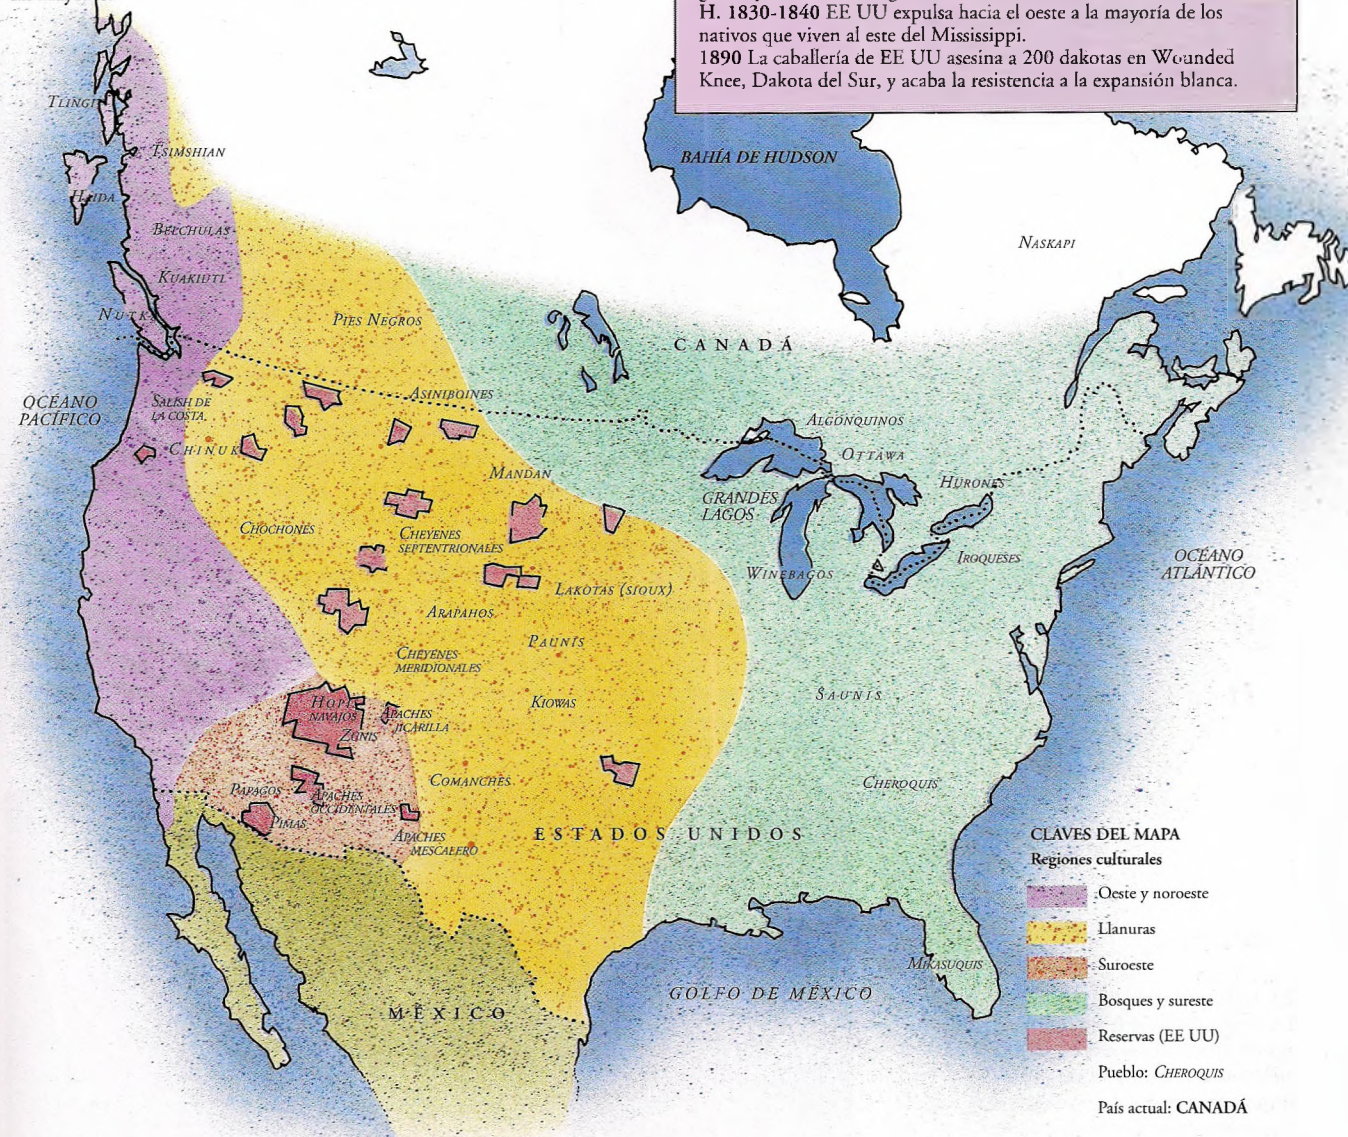 H. 1830-1840 EE UU expulsa hacia el oeste a la mayoría de los
nativos que viven al este del Mississippi.
1890 La caballería de EE UU asesina a 200 dakotas en Wounded
Knee, Dakota del Sur, y acaba la resistencia a la expansión blanca.
TLINGIT
TSIMSHIAN
BAHÍA DE HUDSON
HAIDA
BELCHULAS
NASKAPI
KUAKIUTL
NUTKA
PIES NEGROS
CANADÁ
ASINIBOINES
OCÉANO
PACÍFICO
SALISH DE
LA COSTA
ALGONQUINOS
CHINUK
OTTAWA
MANDAN
HURONES
GRANDES
LAGOS
CHOCHONES
CHEYENES
SEPTENTRIONALES
IROQUESES
OCÉANO
ATLÁNTICO
WINEBAGOS
LAKOTAS (SIOUX)
ARAPAHOS
PAUNIS
CHEYENES
MERIDIONALES
SAUNIS
HOPI
NAVAJOS
KIOWAS
APACHES
JICARILLA
ZUNIS
COMANCHES
CHEROQUIS
PAPAGOS
APACHES
OCCIDENTALES
PIMAS
APACHES
MESCALERO
ESTADOS UNIDOS
MIKASUQUIS
GOLFO DE MÉXICO
MÉXICO
CLAVES DEL MAPA
Regiones culturales
Oeste y noroeste
Llanuras
Suroeste
Bosques y sureste
Reservas (EE UU)
Pueblo: CHEROQUIS
País actual: CANADÁ